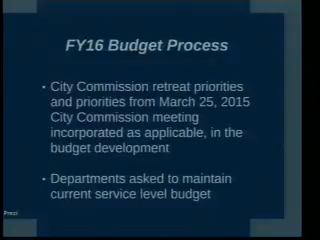 FY16 Budget Process
• City Commission retreat priorities
and priorities from March 25, 2015
City Commission meeting
incorporated as applicable, in the
budget development
• Departments asked to maintain
current service level budget
Prezi